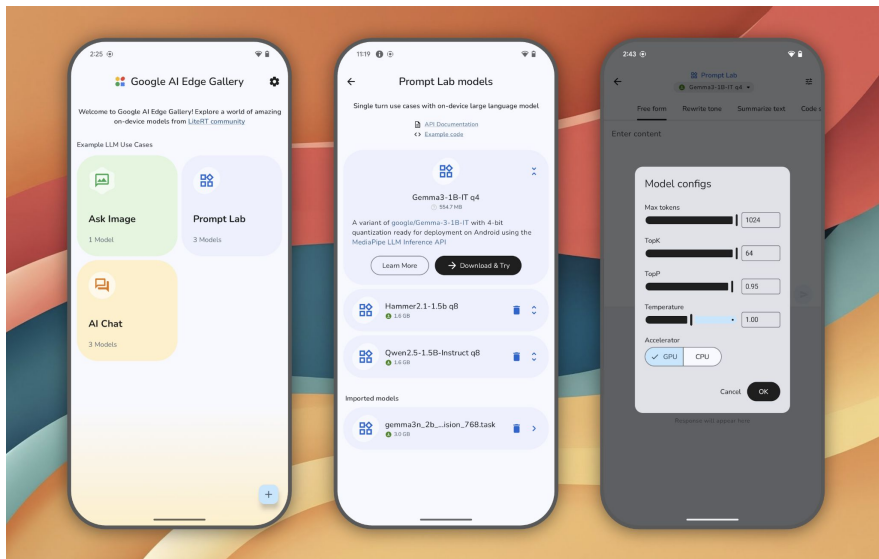 2:25
Google AI Edge Gallery
Welcome to Google AI Edge Gallery! Explore a world of amazing
on-device models from LiteRT community
Example LLM Use Cases
Ask Image
1 Model
Prompt Lab
3 Models
AI Chat
3 Models
+
11:19
Prompt Lab models
Single turn use cases with on-device large language model
API Documentation
Example code
Gemma3-1B-IT q4
554.7 MB
A variant of google/Gemma-3-1B-IT with 4-bit
quantization ready for deployment on Android using the
MediaPipe LLM Inference API
Learn More
Download & Try
Hammer2.1-1.5b q8
1.6 GB
Qwen2.5-1.5B-Instruct q8
1.6 GB
Imported models
gemma3n_2b_...ision_768.task
3.0 GB
2:43
Prompt Lab
Gemma3-1B-IT q4
Free form
Rewrite tone
Summarize text
Code s
Enter content
Model configs
Max tokens
1024
TopK
64
TopP
0.95
Temperature
1.00
Accelerator
GPU
CPU
Cancel
OK
Response will appear here